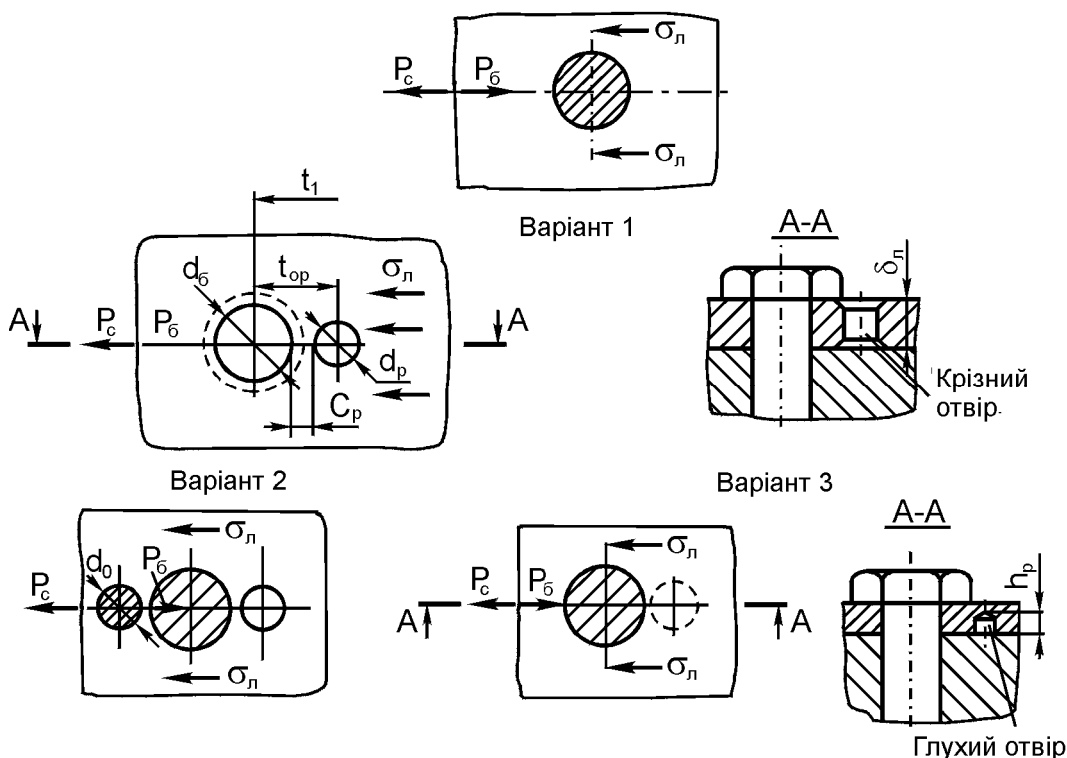 σл
Pс Pб
σл
Варіант 1
t₁
A-A
tор
dб
σл
δл
A Pс Pб A
dр
Cр
Крізний
отвір.
Варіант 2
Варіант 3
σл
A-A
d₀ Pб
Pс
σл
σл
Pс Pб
A A
σл
hр
Глухий отвір